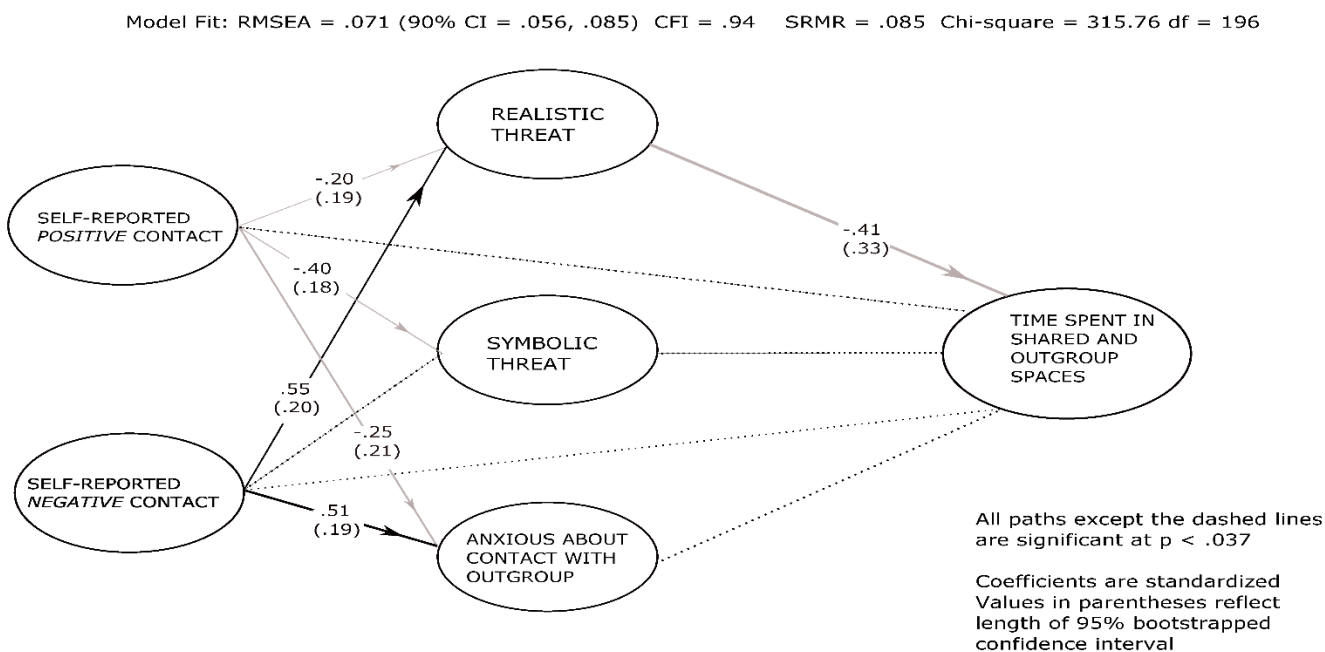 Model Fit: RMSEA = .071 (90% CI = .056, .085) CFI = .94 SRMR = .085 Chi-square = 315.76 df = 196
REALISTIC
THREAT
-.20
(.19)
SELF-REPORTED
POSITIVE CONTACT
-.41
(.33)
-.40
(.18)
TIME SPENT IN
SHARED AND
OUTGROUP
SPACES
SYMBOLIC
THREAT
.55
(.20)
-.25
(.21)
SELF-REPORTED
NEGATIVE CONTACT
.51
(.19)
ANXIOUS ABOUT
CONTACT WITH
OUTGROUP
All paths except the dashed lines
are significant at p < .037
Coefficients are standardized
Values in parentheses reflect
length of 95% bootstrapped
confidence interval